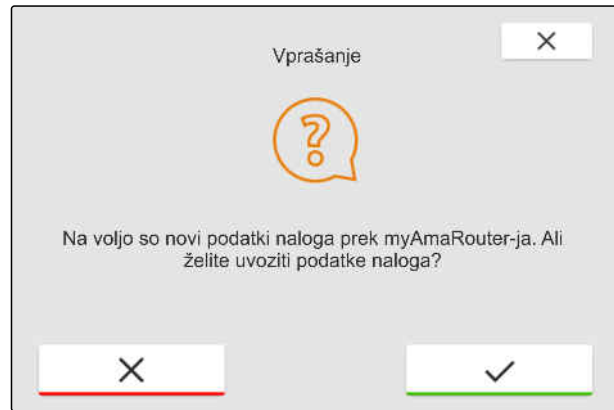 Vprašanje
Na voljo so novi podatki naloga prek myAmaRouter-ja. Ali
želite uvoziti podatke naloga?